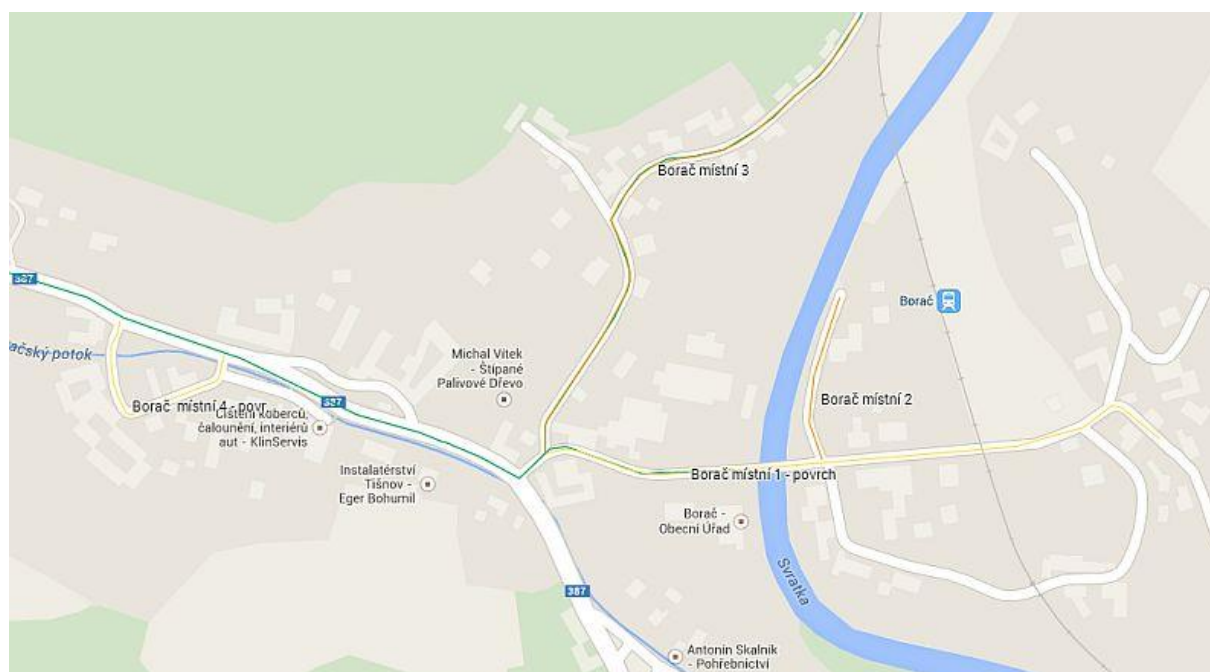 Borač místní 3
387
Borač
ačský potok
Michal Vítek
- Štípané
Palivové Dřevo
Borač místní 4 - povr
387
Borač místní 2
Čištění koberců,
čalounění, interiérů
aut - KlinServis
Instalatérství
Tišnov -
Eger Bohumil
Borač místní 1 - povrch
Borač -
Obecní Úřad
Svratka
387
Antonín Skalník
- Pohřebnictví